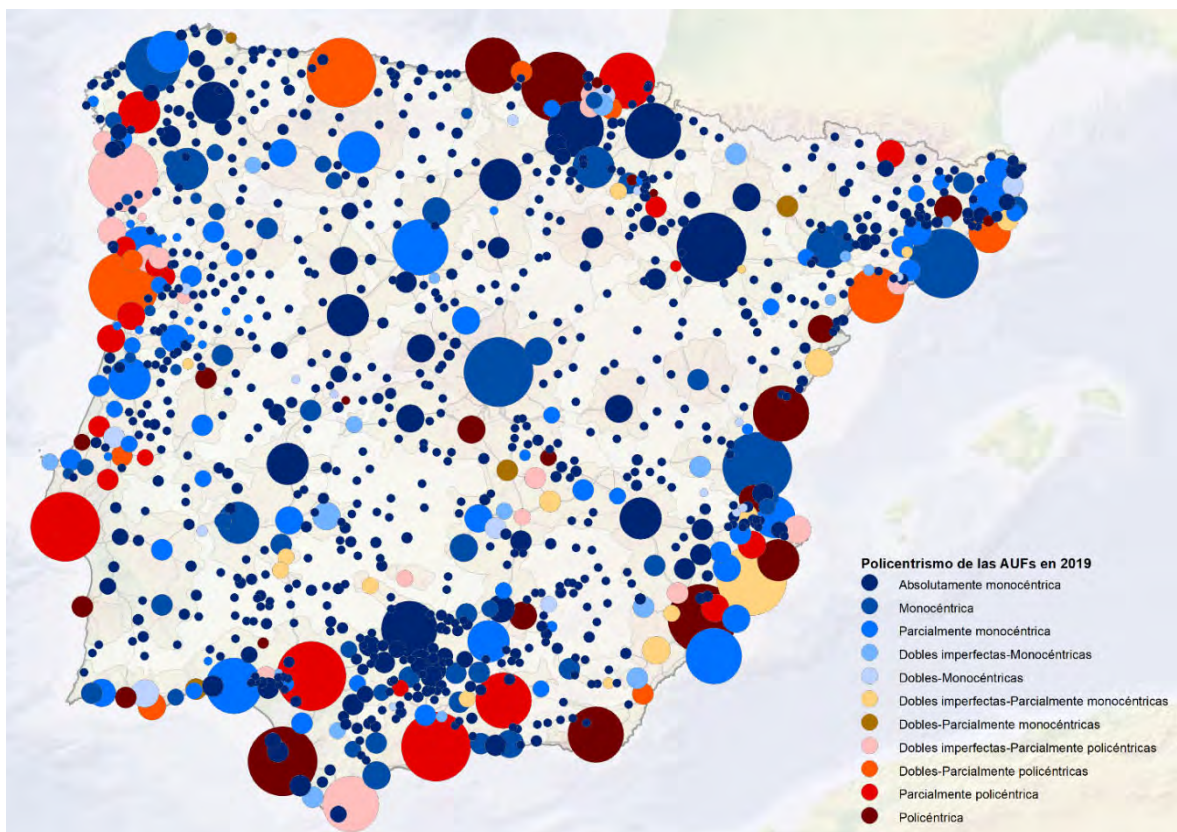 Policentrismo de las AUFs en 2019
Absolutamente monocéntrica
Monocéntrica
Parcialmente monocéntrica
Dobles imperfectas-Monocéntricas
Dobles-Monocéntricas
Dobles imperfectas-Parcialmente monocéntricas
Dobles-Parcialmente monocéntricas
Dobles imperfectas-Parcialmente policéntricas
Dobles-Parcialmente policéntricas
Parcialmente policéntrica
Policéntrica